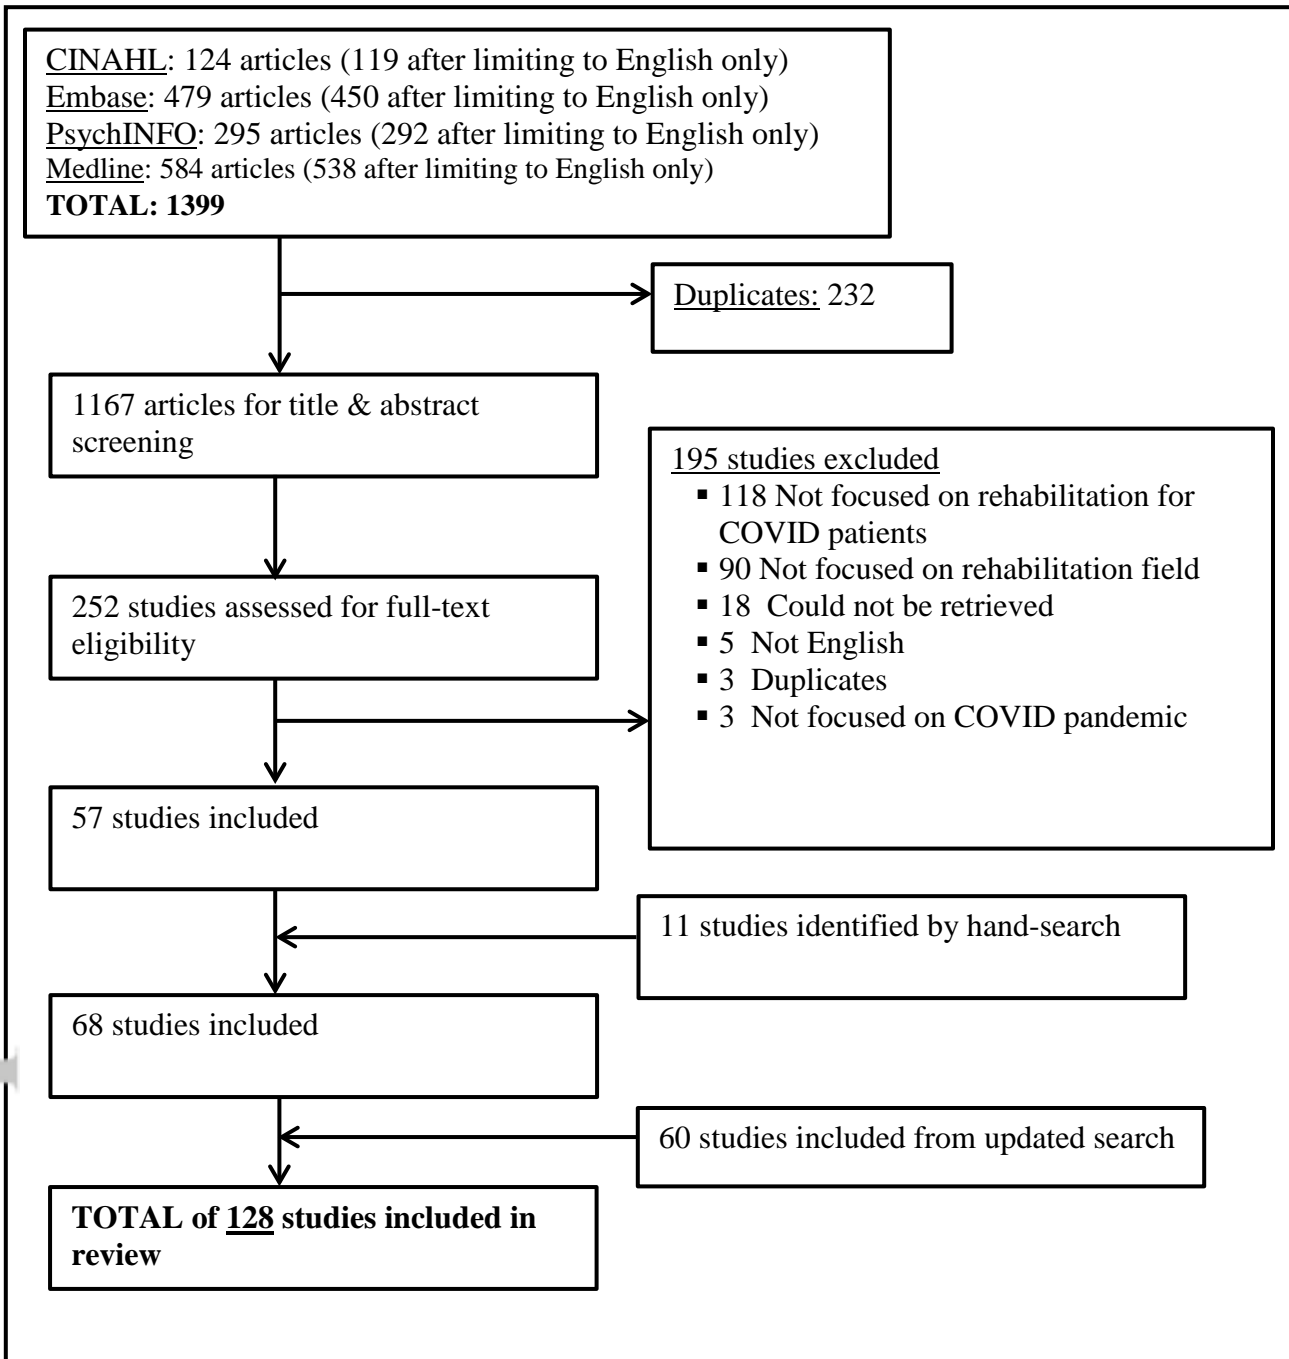 CINAHL: 124 articles (119 after limiting to English only)
Embase: 479 articles (450 after limiting to English only)
PsychINFO: 295 articles (292 after limiting to English only)
Medline: 584 articles (538 after limiting to English only)
TOTAL: 1399
Duplicates: 232
1167 articles for title & abstract
screening
195 studies excluded
▪ 118 Not focused on rehabilitation for
COVID patients
▪ 90 Not focused on rehabilitation field
▪ 18 Could not be retrieved
▪ 5 Not English
▪ 3 Duplicates
▪ 3 Not focused on COVID pandemic
252 studies assessed for full-text
eligibility
57 studies included
11 studies identified by hand-search
68 studies included
60 studies included from updated search
TOTAL of 128 studies included in
review